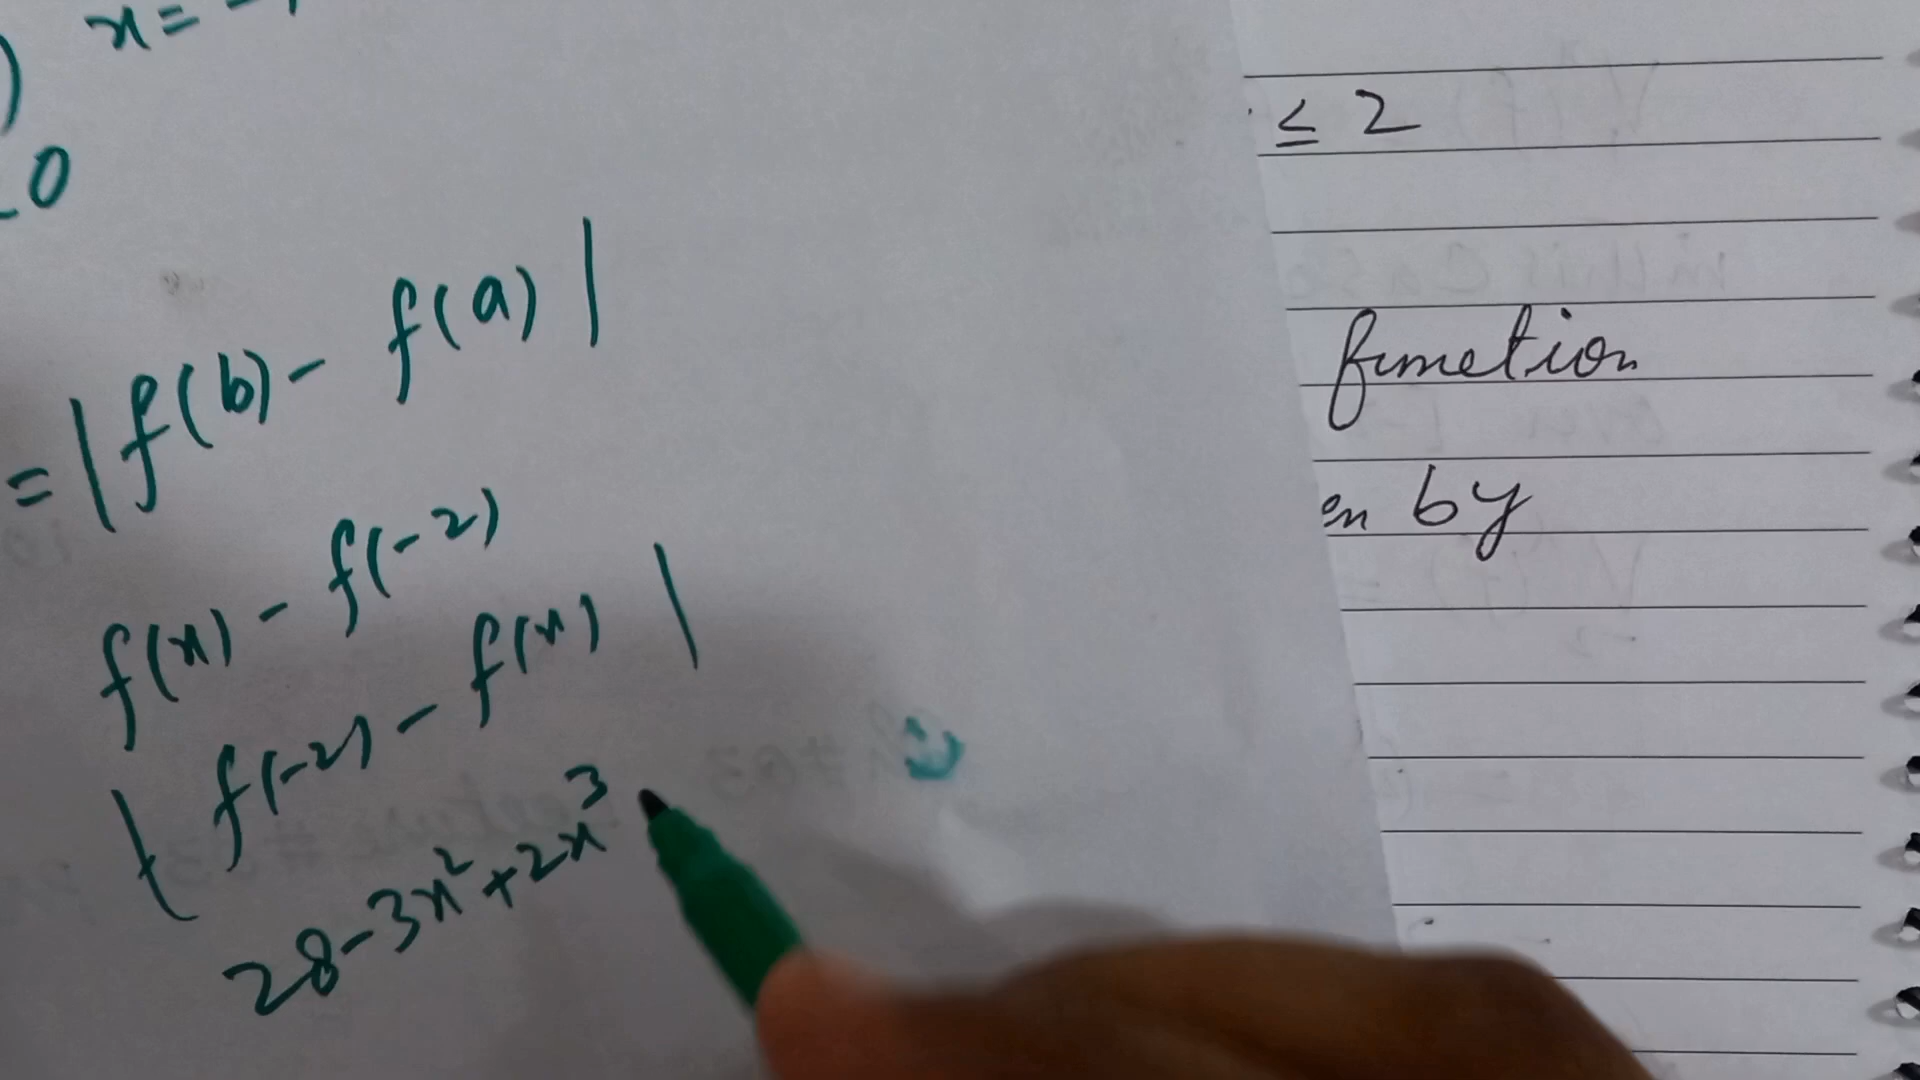 x =
)
0
= | f(b) - f(a) |
f(x) - f(-2)
| f(-2) - f(x) |
28 - 3x² + 2x³
≤ 2
function
en by